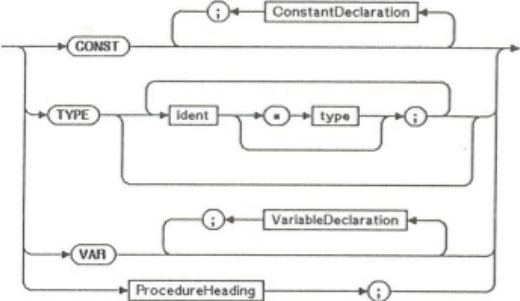 ; ConstantDeclaration
CONST
TYPE ident = type ;
; VariableDeclaration
VAR
ProcedureHeading ;